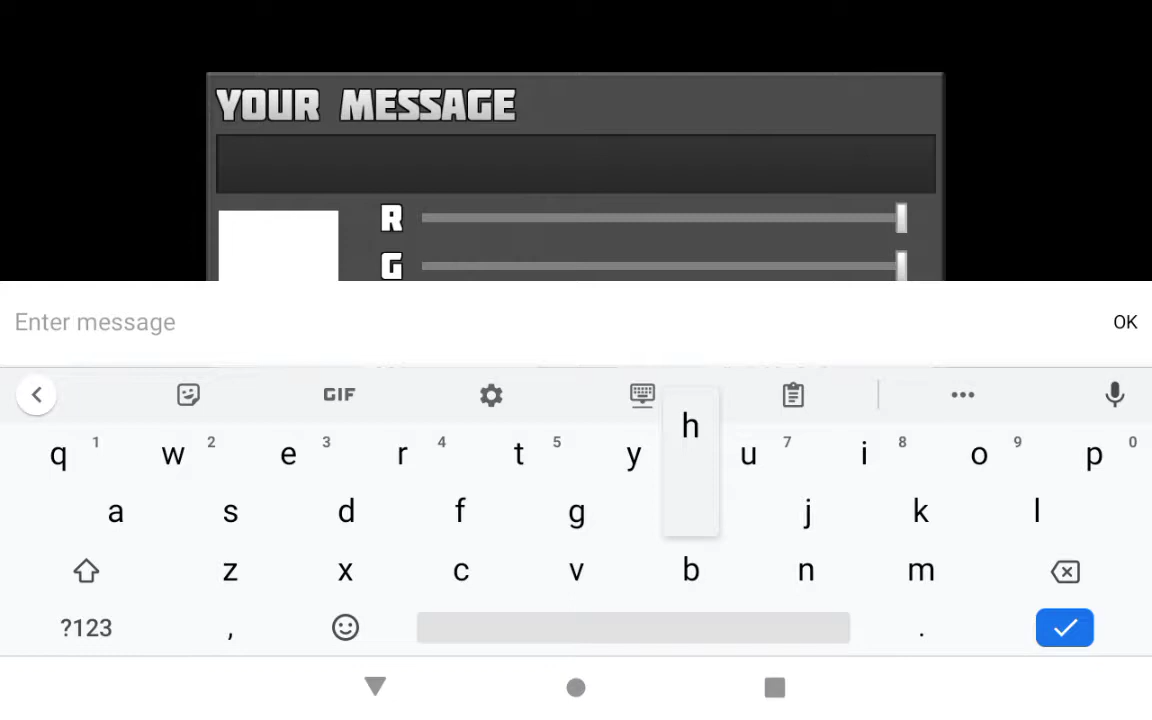 YOUR MESSAGE
R
G
Enter message OK
GIF
h
q 1 w 2 e 3 r 4 t 5 y u 7 i 8 o 9 p 0
a s d f g j k l
z x c v b n m
?123 , .